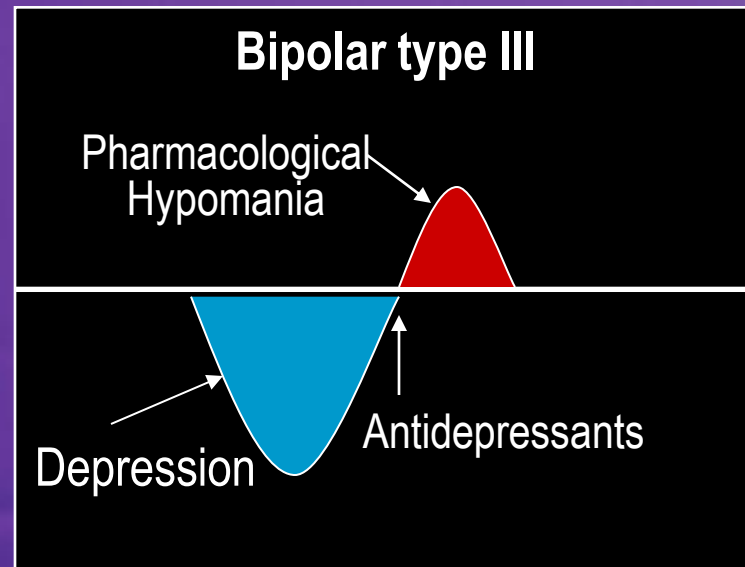 Bipolar type III
Pharmacological
Hypomania
Antidepressants
Depression